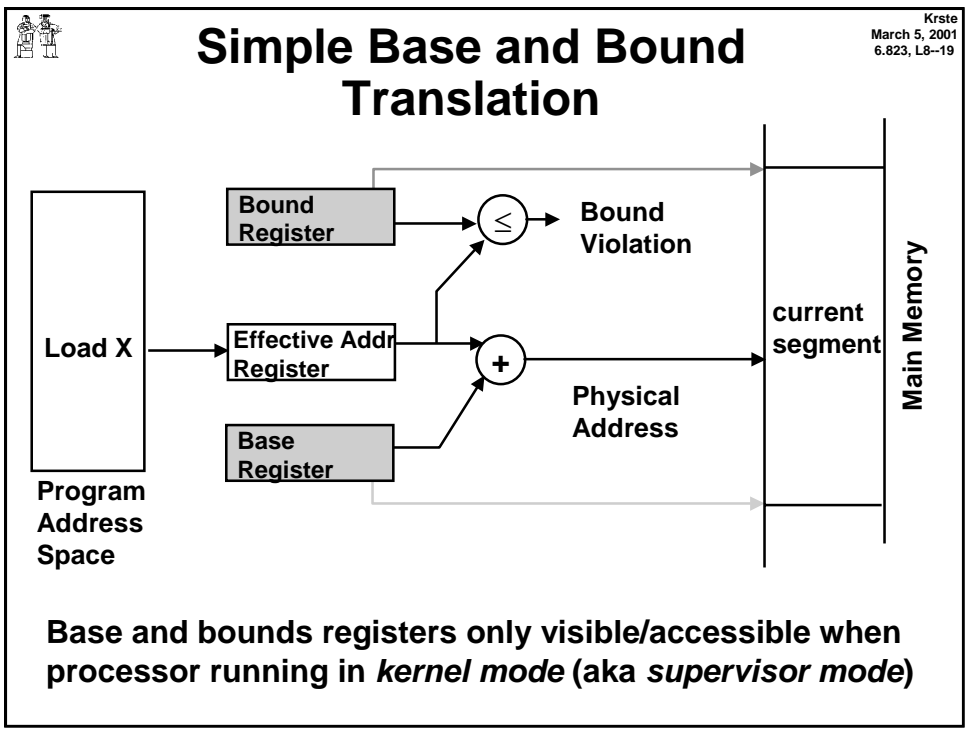 Krste
March 5, 2001
6.823, L8--19
Simple Base and Bound
Translation
Load X
Program
Address
Space
Bound
Register
≤
Bound
Violation
Effective Addr
Register
+
Physical
Address
Base
Register
current
segment
Main Memory
Base and bounds registers only visible/accessible when
processor running in kernel mode (aka supervisor mode)